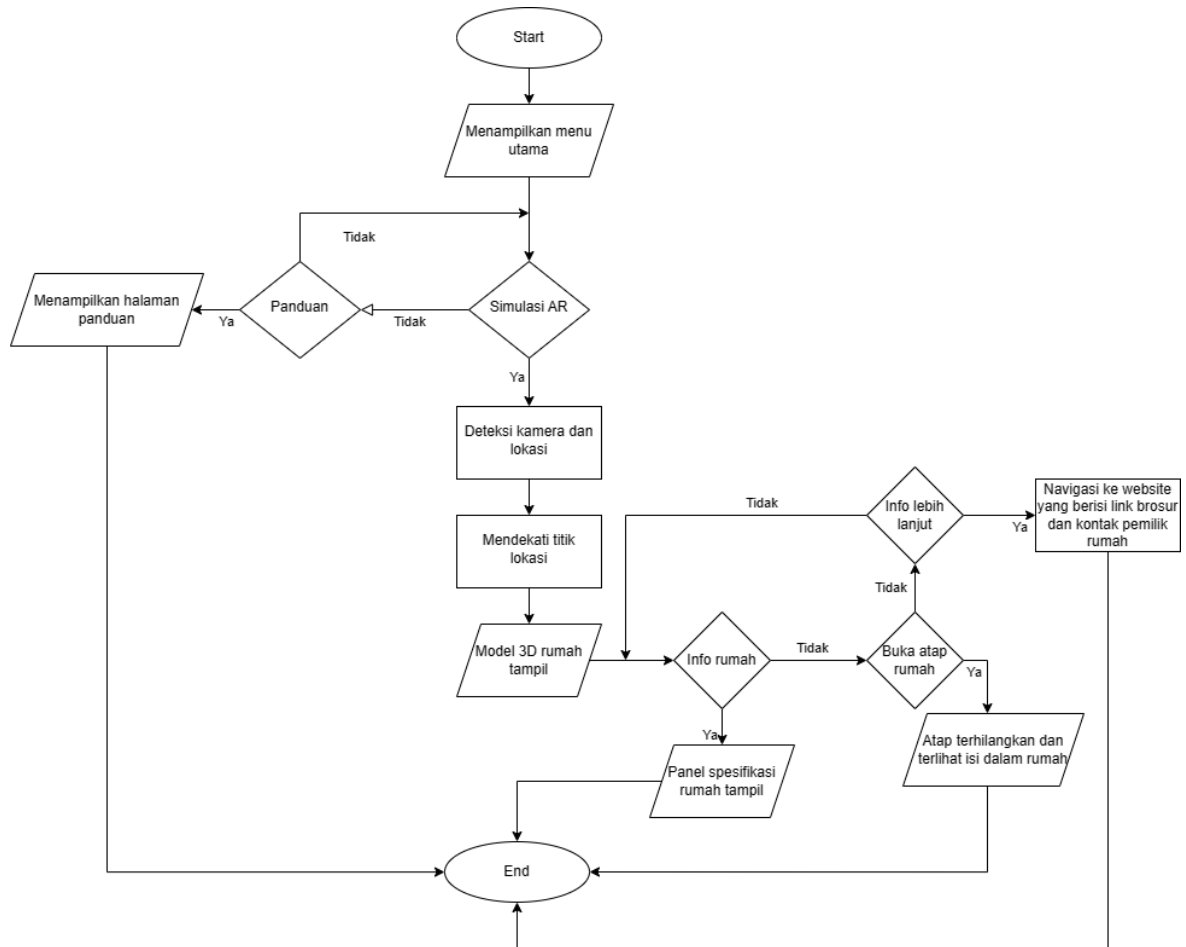 Start
Menampilkan menu
utama
Tidak
Menampilkan halaman
panduan
Ya
Panduan
Tidak
Simulasi AR
Ya
Deteksi kamera dan
lokasi
Mendekati titik
lokasi
Model 3D rumah
tampil
Tidak
Info lebih
lanjut
Ya
Navigasi ke website
yang berisi link brosur
dan kontak pemilik
rumah
Tidak
Info rumah
Tidak
Buka atap
rumah
Ya
Ya
Panel spesifikasi
rumah tampil
Atap terhilangkan dan
terlihat isi dalam rumah
End